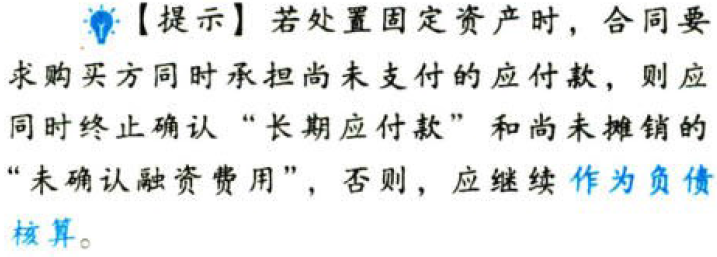 【提示】若处置固定资产时，合同要
求购买方同时承担尚未支付的应付款，则应
同时终止确认“长期应付款”和尚未摊销的
“未确认融资费用”，否则，应继续作为负债
核算。